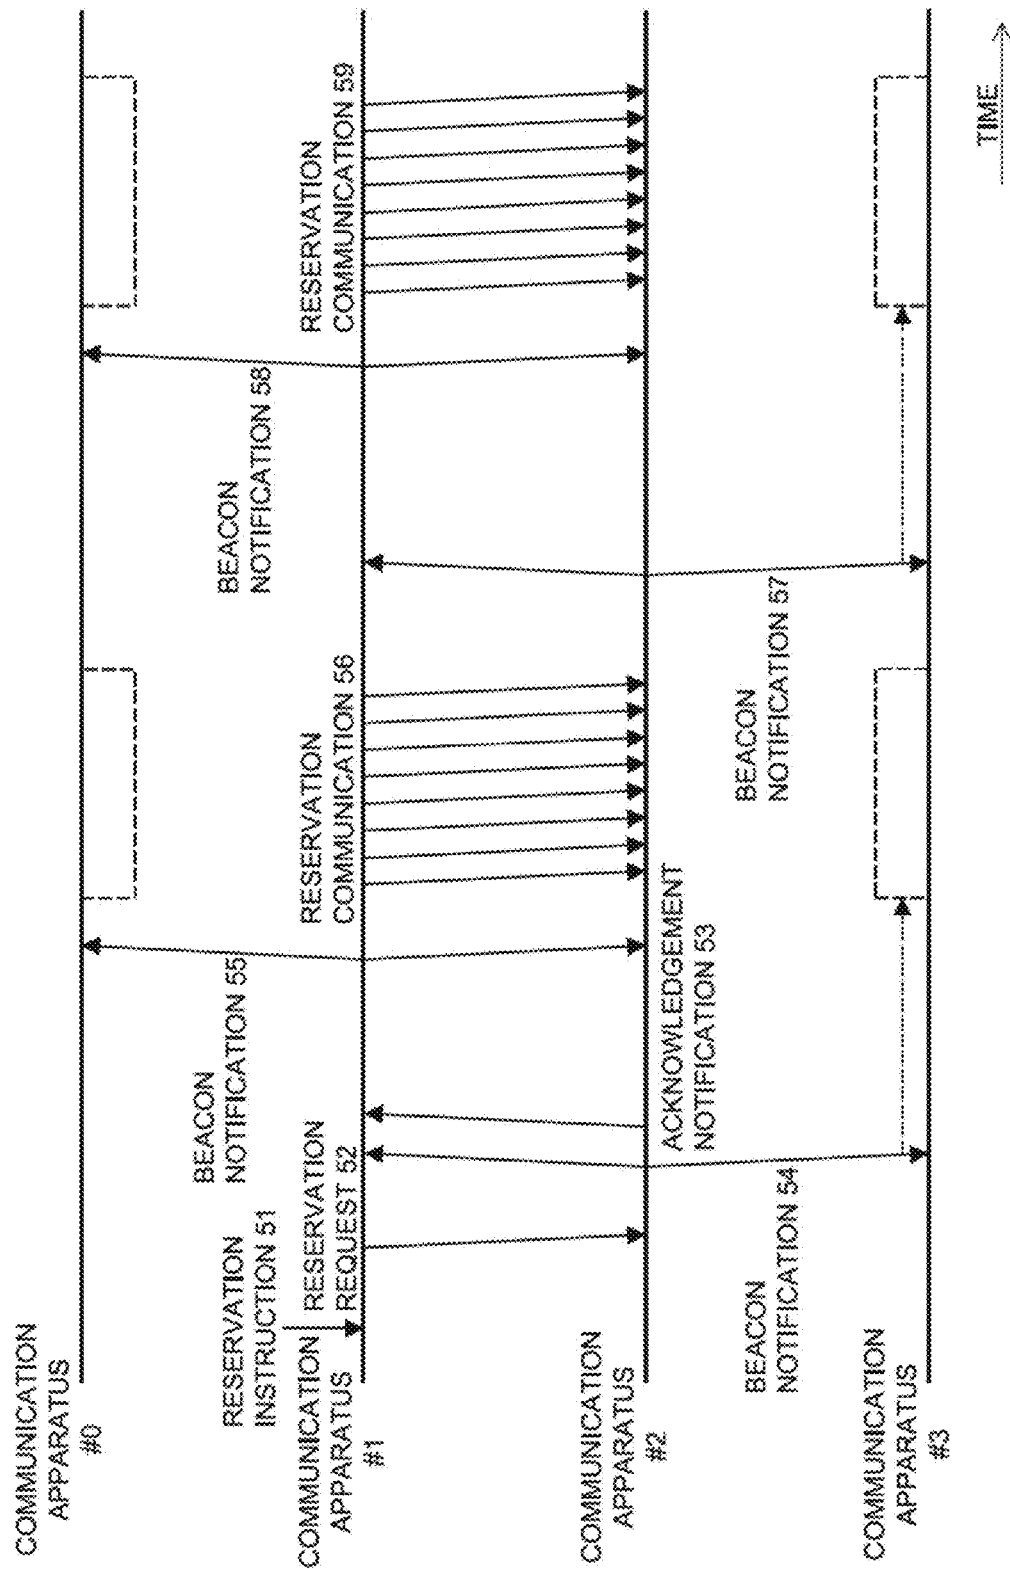 COMMUNICATION
APPARATUS
#0
RESERVATION
INSTRUCTION 51
COMMUNICATION
APPARATUS
#1
RESERVATION
REQUEST 52
BEACON
NOTIFICATION 55
RESERVATION
COMMUNICATION 56
BEACON
NOTIFICATION 58
RESERVATION
COMMUNICATION 59
COMMUNICATION
APPARATUS
#2
ACKNOWLEDGEMENT
NOTIFICATION 53
BEACON
NOTIFICATION 54
BEACON
NOTIFICATION 57
COMMUNICATION
APPARATUS
#3
TIME